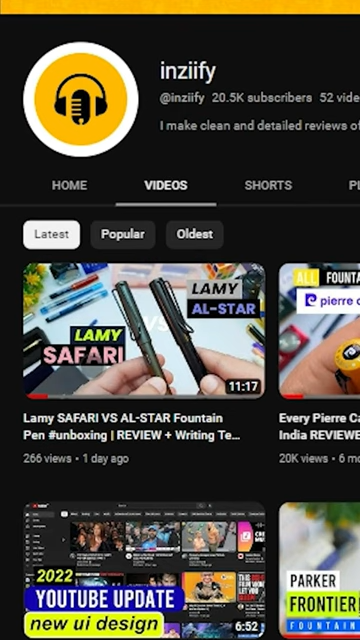 inziify
@inziify 20.5K subscribers 52 vide
I make clean and detailed reviews of
HOME VIDEOS SHORTS
Latest Popular Oldest
LAMY
AL-STAR
VS
LAMY
SAFARI
11:17
ALL FOUNTA
pierre c
Lamy SAFARI VS AL-STAR Fountain
Pen #unboxing | REVIEW + Writing Te...
266 views • 1 day ago
Every Pierre Ca
India REVIEWE
20K views • 6 mo
2022
YOUTUBE UPDATE
new ui design
6:52
PARKER
FRONTIER
FOUNTAIN